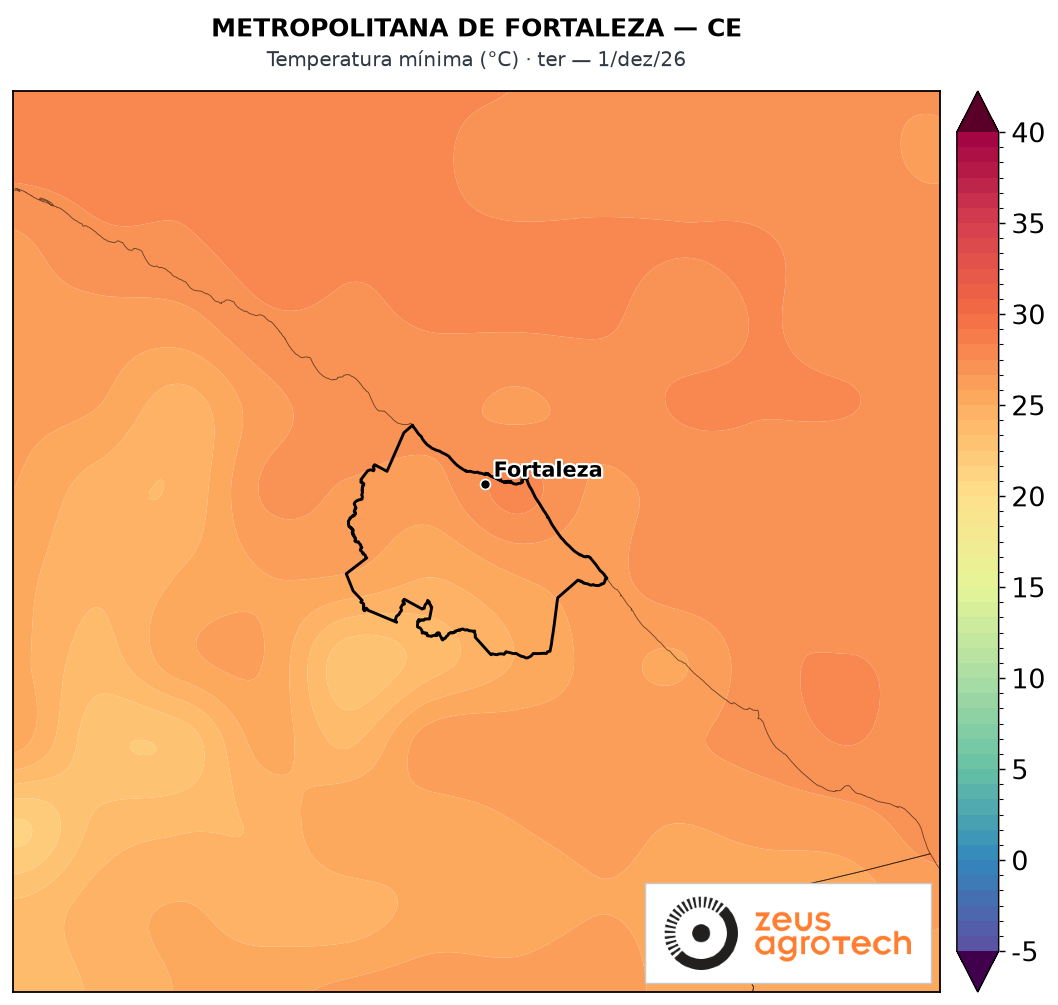 METROPOLITANA DE FORTALEZA — CE
Temperatura mínima (°C) · ter — 1/dez/26
Fortaleza
40
35
30
25
20
15
10
5
0
-5
zeus
agrotech